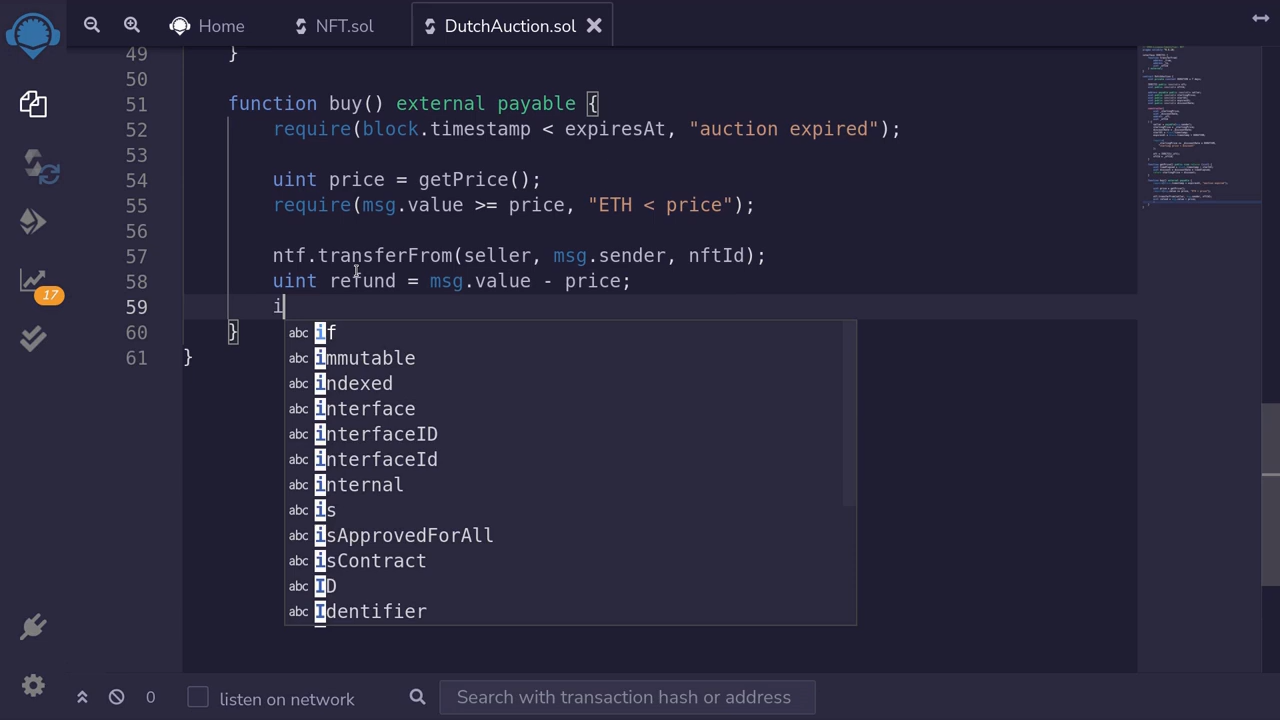 Home
NFT.sol
DutchAuction.sol
49 }
50
51 function buy() external payable {
52 require(block.timestamp < expiresAt, "auction expired");
53
54 uint price = getPrice();
55 require(msg.value >= price, "ETH < price");
56
57 ntf.transferFrom(seller, msg.sender, nftId);
58 uint refund = msg.value - price;
59 i
60 }
61 }
abc if
abc immutable
abc indexed
abc interface
abc interfaceID
abc interfaceId
abc internal
abc is
abc isApprovedForAll
abc isContract
abc ID
abc Identifier
17
0
listen on network
Search with transaction hash or address